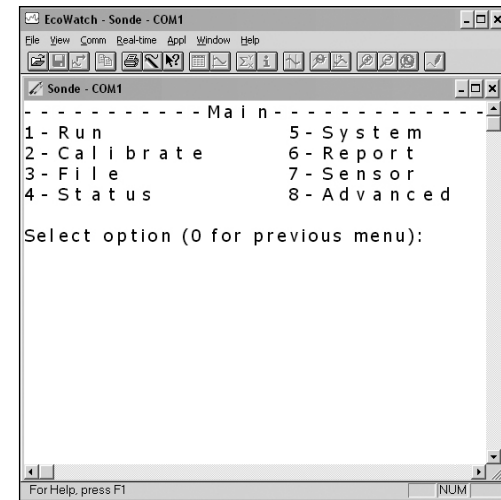 EcoWatch - Sonde - COM1
File View Comm Real-time Appl Window Help
Sonde - COM1
- - - - - - - - - - - Main - - - - - - - - - - - - -
1 - Run 5 - System
2 - Calibrate 6 - Report
3 - File 7 - Sensor
4 - Status 8 - Advanced
Select option (0 for previous menu):
For Help, press F1 NUM